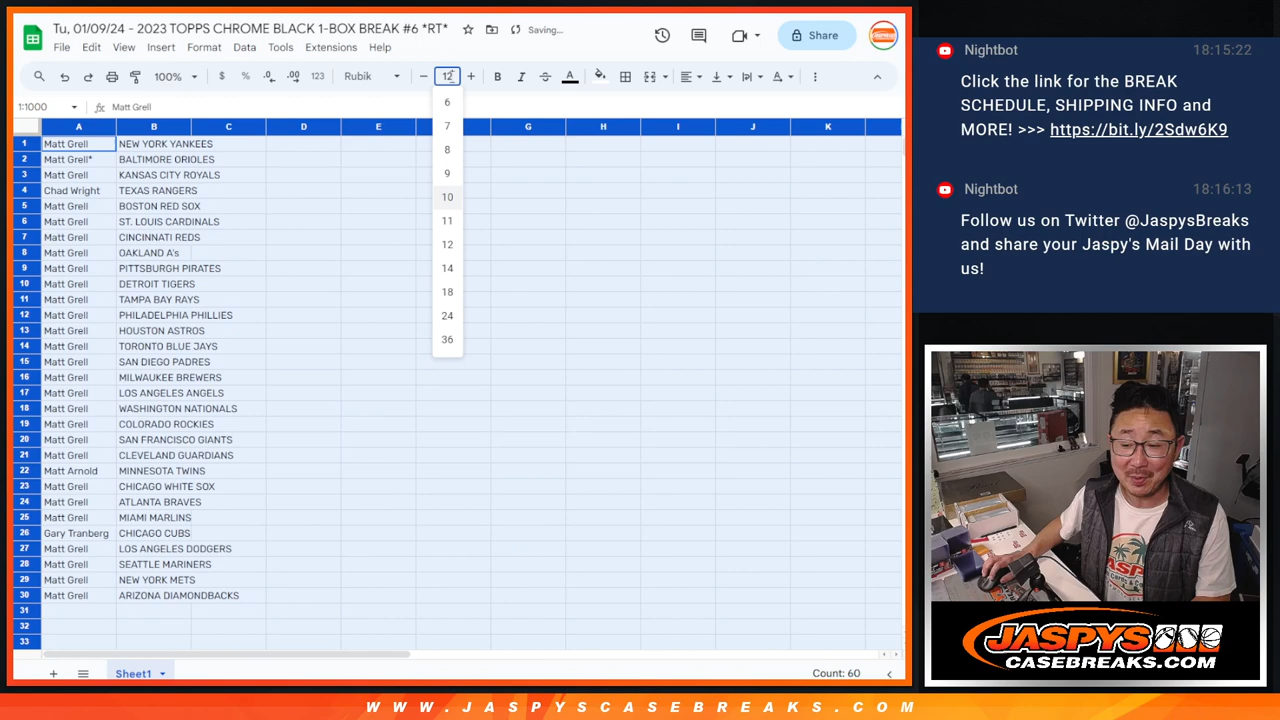 Tu, 01/09/24 - 2023 TOPPS CHROME BLACK 1-BOX BREAK #6 *RT* Saving...
Share
File Edit View Insert Format Data Tools Extensions Help
100% $ % .0 .00 123 Rubik 12 B I S A
1:1000 fx Matt Grell
A B C D E G H I J K
1 Matt Grell NEW YORK YANKEES
2 Matt Grell* BALTIMORE ORIOLES
3 Matt Grell KANSAS CITY ROYALS
4 Chad Wright TEXAS RANGERS
5 Matt Grell BOSTON RED SOX
6 Matt Grell ST. LOUIS CARDINALS
7 Matt Grell CINCINNATI REDS
8 Matt Grell OAKLAND A's
9 Matt Grell PITTSBURGH PIRATES
10 Matt Grell DETROIT TIGERS
11 Matt Grell TAMPA BAY RAYS
12 Matt Grell PHILADELPHIA PHILLIES
13 Matt Grell HOUSTON ASTROS
14 Matt Grell TORONTO BLUE JAYS
15 Matt Grell SAN DIEGO PADRES
16 Matt Grell MILWAUKEE BREWERS
17 Matt Grell LOS ANGELES ANGELS
18 Matt Grell WASHINGTON NATIONALS
19 Matt Grell COLORADO ROCKIES
20 Matt Grell SAN FRANCISCO GIANTS
21 Matt Grell CLEVELAND GUARDIANS
22 Matt Arnold MINNESOTA TWINS
23 Matt Grell CHICAGO WHITE SOX
24 Matt Grell ATLANTA BRAVES
25 Matt Grell MIAMI MARLINS
26 Gary Tranberg CHICAGO CUBS
27 Matt Grell LOS ANGELES DODGERS
28 Matt Grell SEATTLE MARINERS
29 Matt Grell NEW YORK METS
30 Matt Grell ARIZONA DIAMONDBACKS
31
32
33
6
7
8
9
10
11
12
14
18
24
36
Sheet1
Count: 60
Nightbot 18:15:22
Click the link for the BREAK
SCHEDULE, SHIPPING INFO and
MORE! >>> https://bit.ly/2Sdw6K9
Nightbot 18:16:13
Follow us on Twitter @JaspysBreaks
and share your Jaspy's Mail Day with
us!
JASPYS
CASEBREAKS.COM
WWW.JASPYSCASEBREAKS.COM